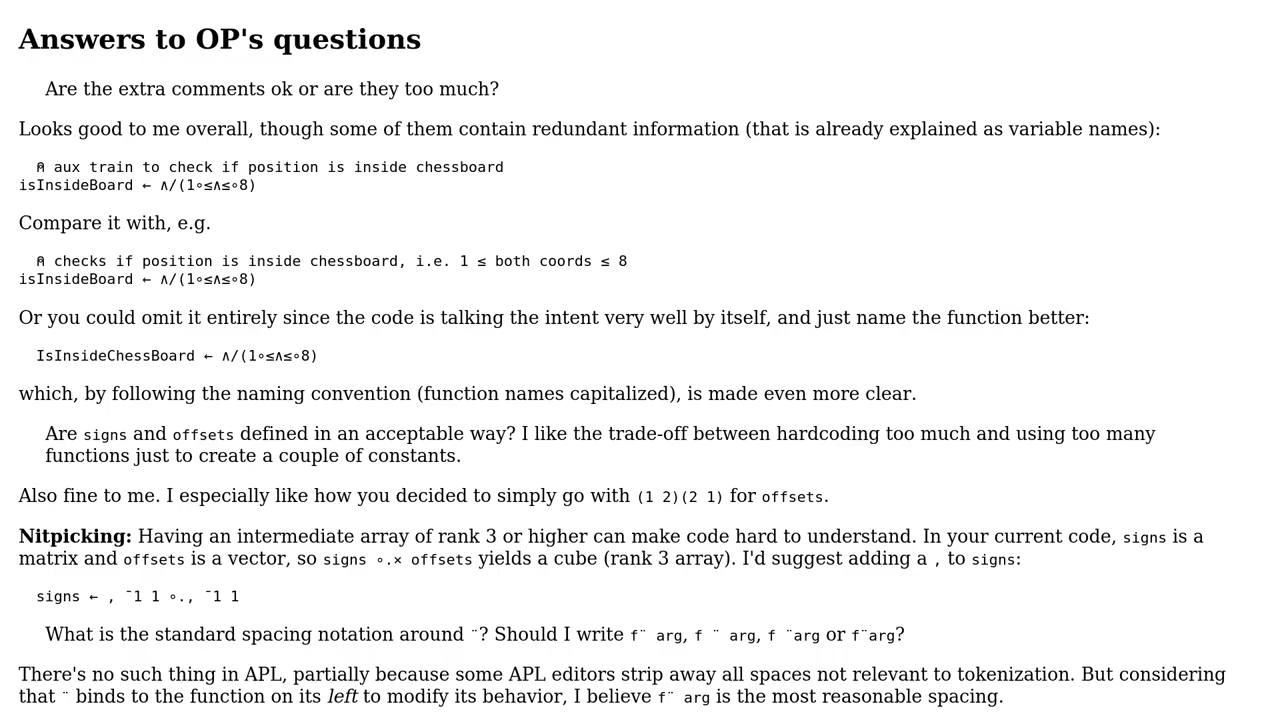 Answers to OP's questions
Are the extra comments ok or are they too much?
Looks good to me overall, though some of them contain redundant information (that is already explained as variable names):
⍝ aux train to check if position is inside chessboard
isInsideBoard ← ∧/(1∘≤∧≤∘8)
Compare it with, e.g.
⍝ checks if position is inside chessboard, i.e. 1 ≤ both coords ≤ 8
isInsideBoard ← ∧/(1∘≤∧≤∘8)
Or you could omit it entirely since the code is talking the intent very well by itself, and just name the function better:
IsInsideChessBoard ← ∧/(1∘≤∧≤∘8)
which, by following the naming convention (function names capitalized), is made even more clear.
Are signs and offsets defined in an acceptable way? I like the trade-off between hardcoding too much and using too many
functions just to create a couple of constants.
Also fine to me. I especially like how you decided to simply go with (1 2)(2 1) for offsets.
Nitpicking: Having an intermediate array of rank 3 or higher can make code hard to understand. In your current code, signs is a
matrix and offsets is a vector, so signs ∘.× offsets yields a cube (rank 3 array). I'd suggest adding a , to signs:
signs ← , ¯1 1 ∘., ¯1 1
What is the standard spacing notation around ¨? Should I write f¨ arg, f ¨ arg, f ¨arg or f¨arg?
There's no such thing in APL, partially because some APL editors strip away all spaces not relevant to tokenization. But considering
that ¨ binds to the function on its left to modify its behavior, I believe f¨ arg is the most reasonable spacing.